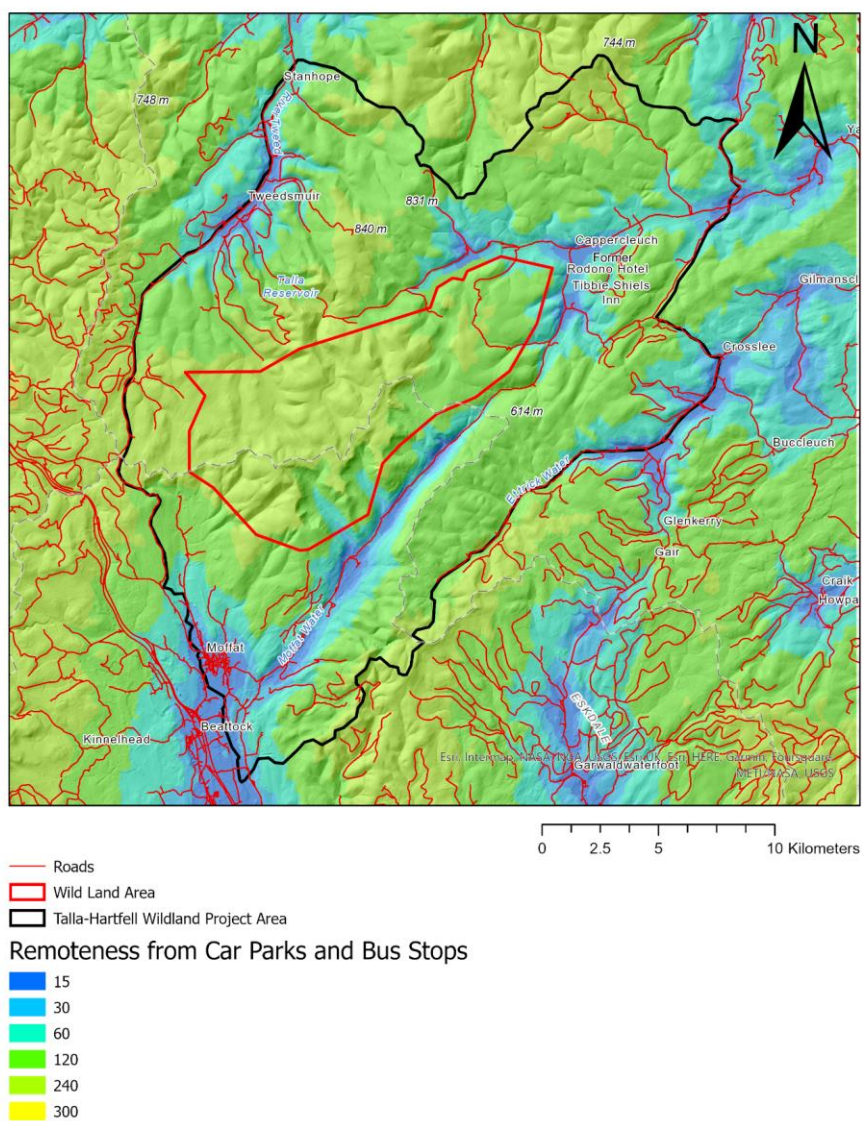 N
744 m
Stanhope
748 m
River Tweed
Tweedsmuir
831 m
840 m
Cappercleuch
Former
Rodono Hotel
Tibbie Shiels
Inn
Talla
Reservoir
Gilmanscl
Crosslee
614 m
Buccleuch
Ettrick Water
Glenkerry
Gair
Craik
Howpa
Moffat
Moffat Water
Beattock
Kinnelhead
ESKDALE
Garwaldwaterfoot
Esri, Intermap, NASA, NGA, USGS, Esri UK, Esri, HERE, Garmin, Foursquare,
METI/NASA, USGS
0 2.5 5 10 Kilometers
Roads
Wild Land Area
Talla-Hartfell Wildland Project Area
Remoteness from Car Parks and Bus Stops
15
30
60
120
240
300